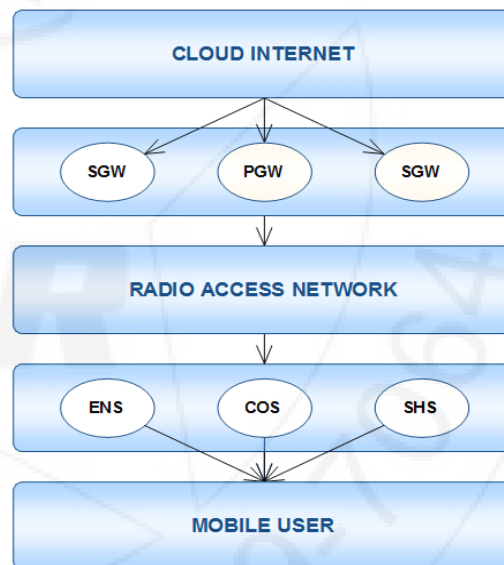 CLOUD INTERNET
SGW PGW SGW
RADIO ACCESS NETWORK
ENS COS SHS
MOBILE USER